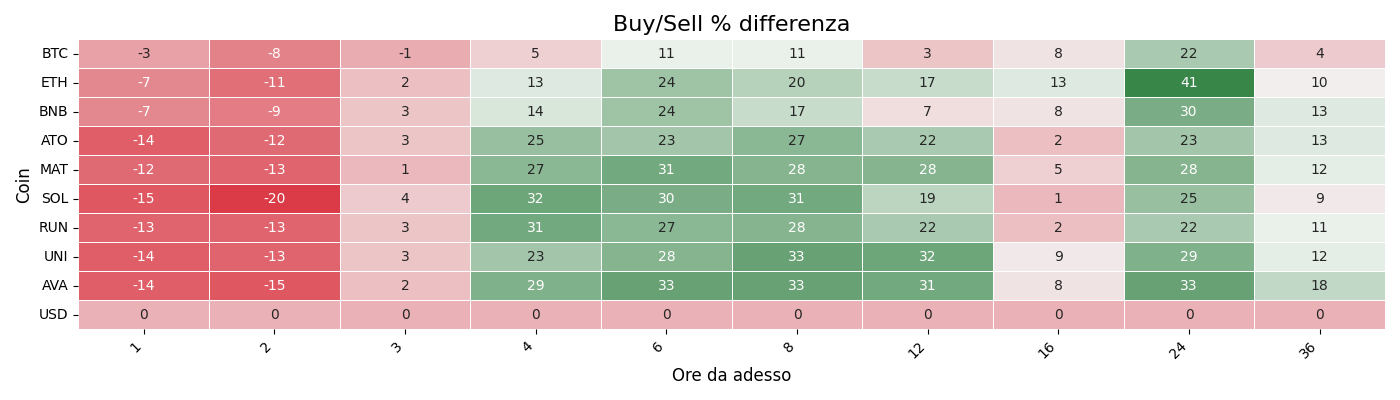 Buy/Sell % differenza
Coin
BTC -3 -8 -1 5 11 11 3 8 22 4
ETH -7 -11 2 13 24 20 17 13 41 10
BNB -7 -9 3 14 24 17 7 8 30 13
ATO -14 -12 3 25 23 27 22 2 23 13
MAT -12 -13 1 27 31 28 28 5 28 12
SOL -15 -20 4 32 30 31 19 1 25 9
RUN -13 -13 3 31 27 28 22 2 22 11
UNI -14 -13 3 23 28 33 32 9 29 12
AVA -14 -15 2 29 33 33 31 8 33 18
USD 0 0 0 0 0 0 0 0 0 0
1 2 3 4 6 8 12 16 24 36
Ore da adesso